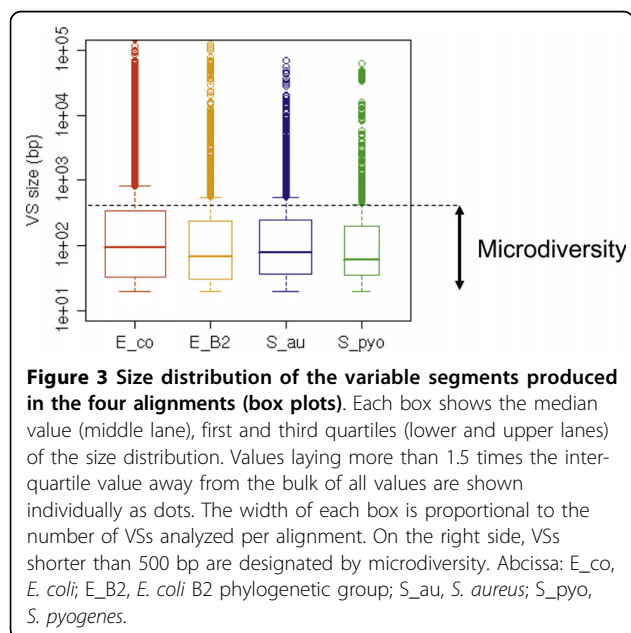 1e+05
1e+04
1e+03
1e+02
1e+01
VS size (bp)
E_co E_B2 S_au S_pyo
Microdiversity
Figure 3 Size distribution of the variable segments produced
in the four alignments (box plots). Each box shows the median
value (middle lane), first and third quartiles (lower and upper lanes)
of the size distribution. Values laying more than 1.5 times the inter-
quartile value away from the bulk of all values are shown
individually as dots. The width of each box is proportional to the
number of VSs analyzed per alignment. On the right side, VSs
shorter than 500 bp are designated by microdiversity. Abcissa: E_co,
E. coli; E_B2, E. coli B2 phylogenetic group; S_au, S. aureus; S_pyo,
S. pyogenes.